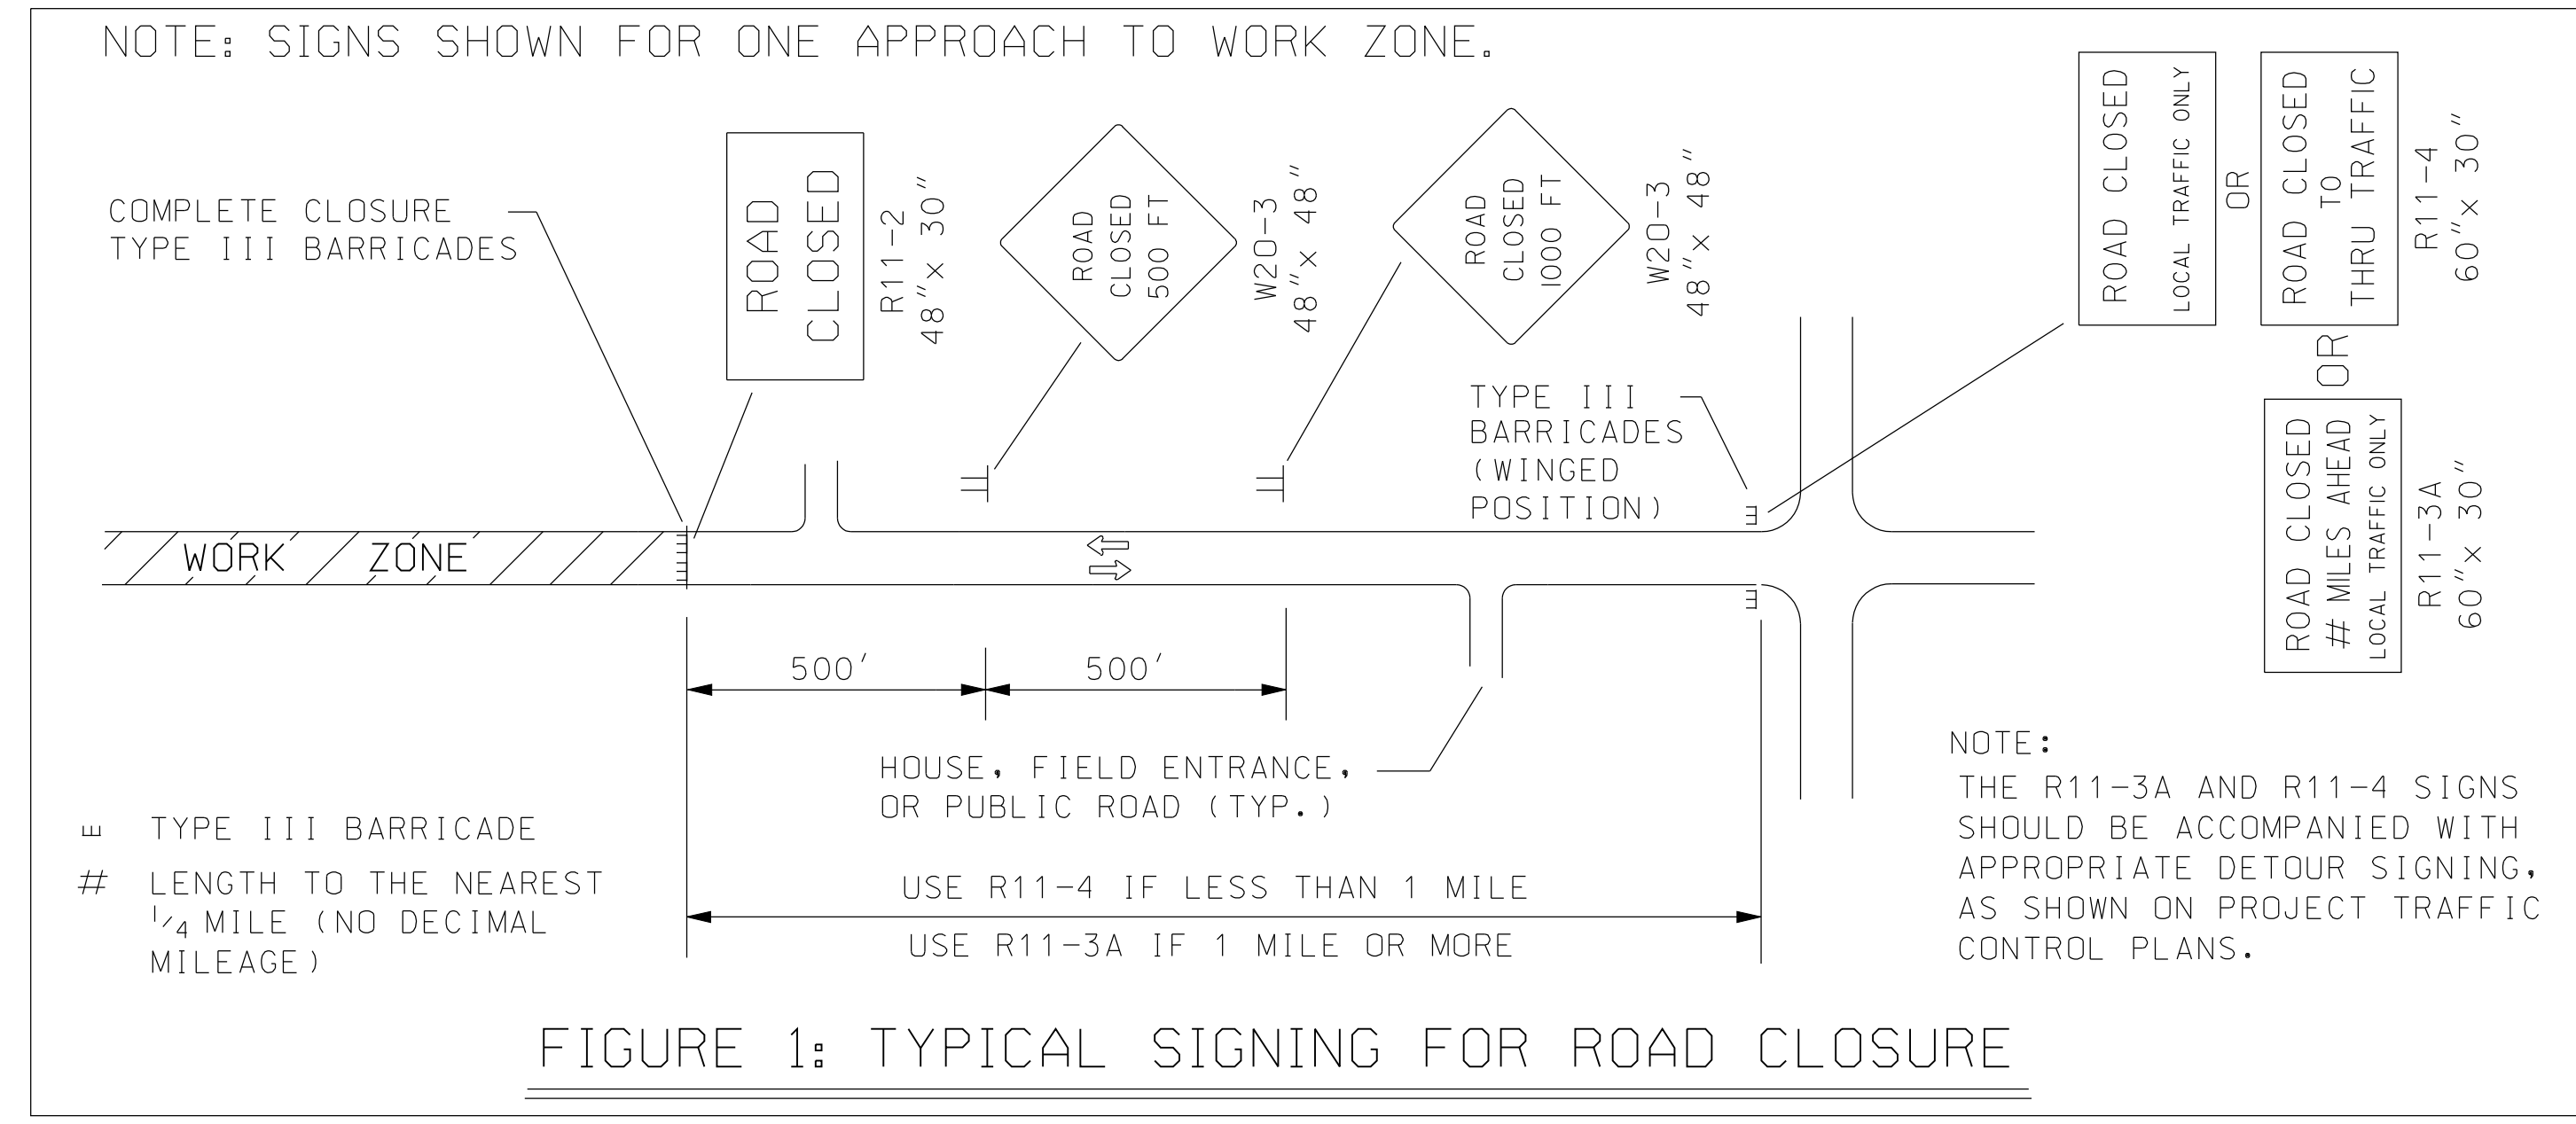 NOTE: SIGNS SHOWN FOR ONE APPROACH TO WORK ZONE.
COMPLETE CLOSURE
TYPE III BARRICADES
ROAD
CLOSED
R11-2
48"x 30"
ROAD
CLOSED
500 FT
W20-3
48"x 48"
ROAD
CLOSED
1000 FT
W20-3
48"x 48"
TYPE III
BARRICADES
(WINGED
POSITION)
ROAD CLOSED
LOCAL TRAFFIC ONLY
OR
ROAD CLOSED
TO
THRU TRAFFIC
R11-4
60"x 30"
OR
ROAD CLOSED
# MILES AHEAD
LOCAL TRAFFIC ONLY
R11-3A
60"x 30"
WORK ZONE
500'
500'
HOUSE, FIELD ENTRANCE,
OR PUBLIC ROAD (TYP.)
E TYPE III BARRICADE
# LENGTH TO THE NEAREST
1/4 MILE (NO DECIMAL
MILEAGE)
USE R11-4 IF LESS THAN 1 MILE
USE R11-3A IF 1 MILE OR MORE
NOTE:
THE R11-3A AND R11-4 SIGNS
SHOULD BE ACCOMPANIED WITH
APPROPRIATE DETOUR SIGNING,
AS SHOWN ON PROJECT TRAFFIC
CONTROL PLANS.
FIGURE 1: TYPICAL SIGNING FOR ROAD CLOSURE